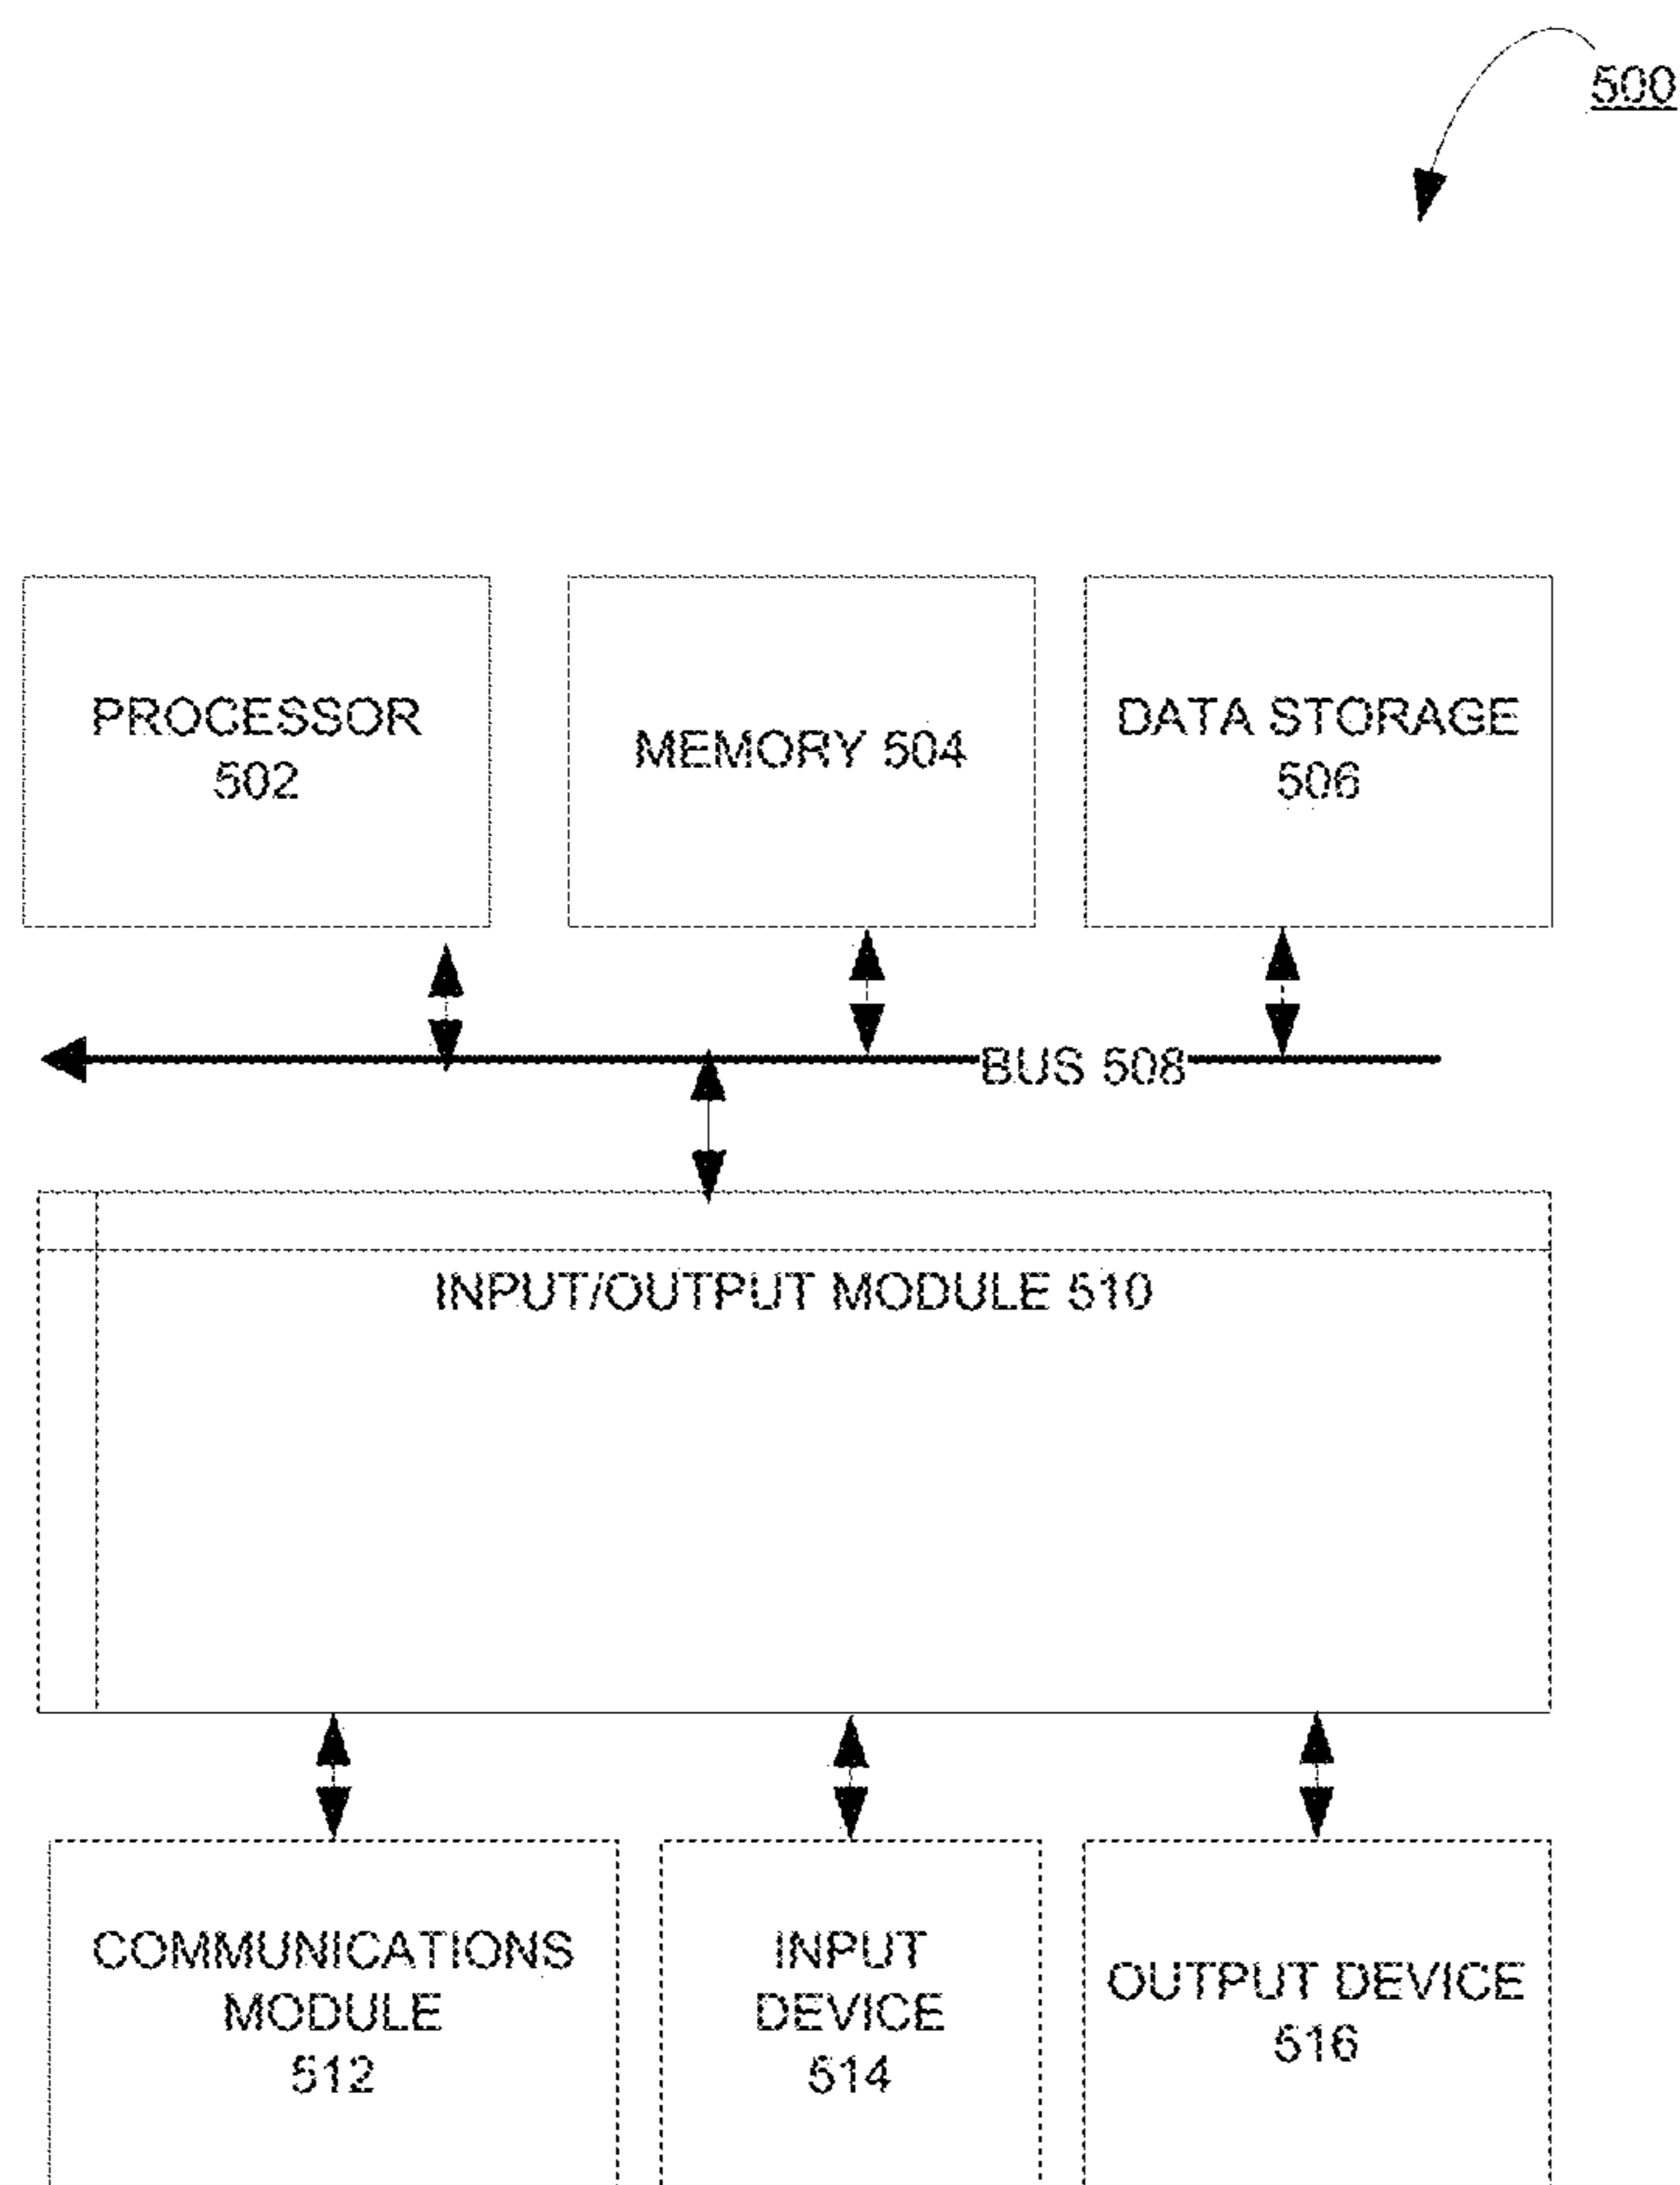 500
PROCESSOR
502
MEMORY 504
DATA STORAGE
506
BUS 508
INPUT/OUTPUT MODULE 510
COMMUNICATIONS
MODULE
512
INPUT
DEVICE
514
OUTPUT DEVICE
516